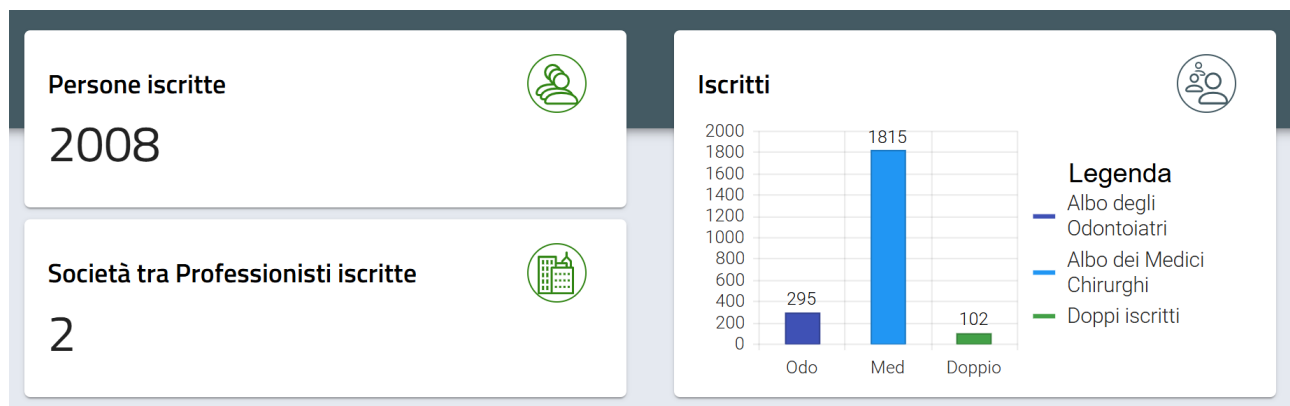 Persone iscritte
2008
Società tra Professionisti iscritte
2
Iscritti
2000
1800
1600
1400
1200
1000
800
600
400
200
0
295
1815
102
Odo
Med
Doppio
Legenda
Albo degli
Odontoiatri
Albo dei Medici
Chirurghi
Doppi iscritti